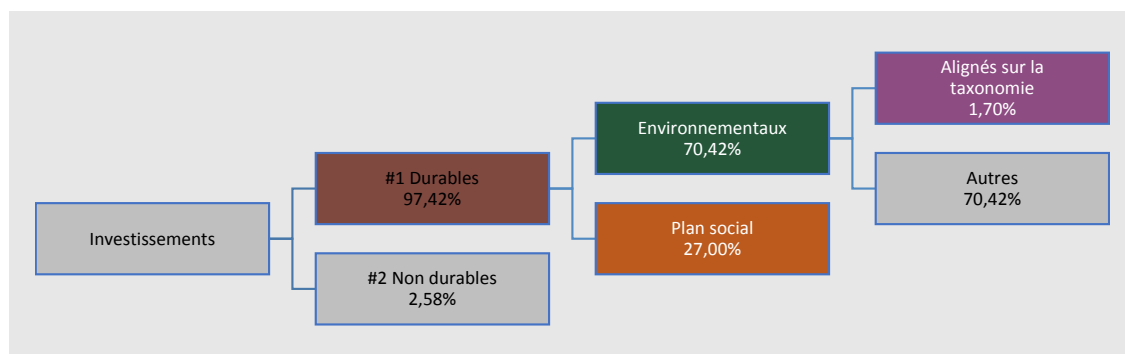 Investissements
#1 Durables
97,42%
#2 Non durables
2,58%
Environnementaux
70,42%
Plan social
27,00%
Alignés sur la
taxonomie
1,70%
Autres
70,42%